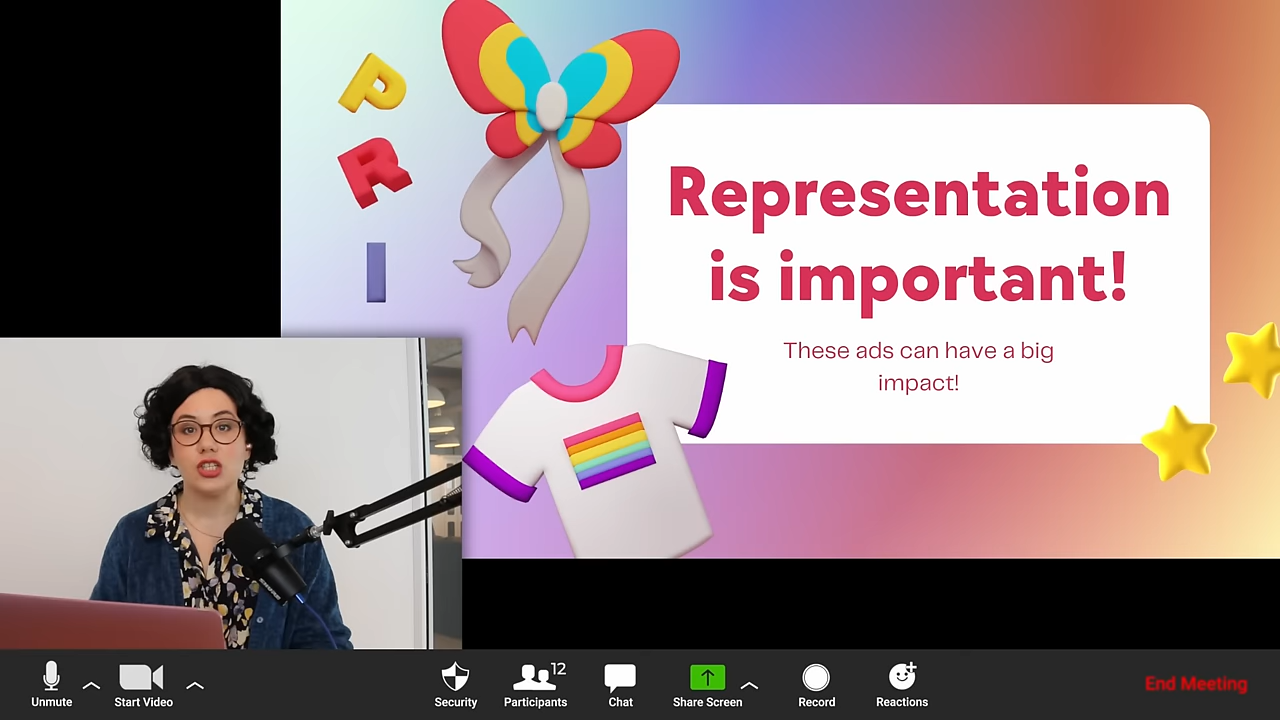 P
R
I
Representation
is important!
These ads can have a big
impact!
12
Unmute
Start Video
Security
Participants
Chat
Share Screen
Record
Reactions
End Meeting